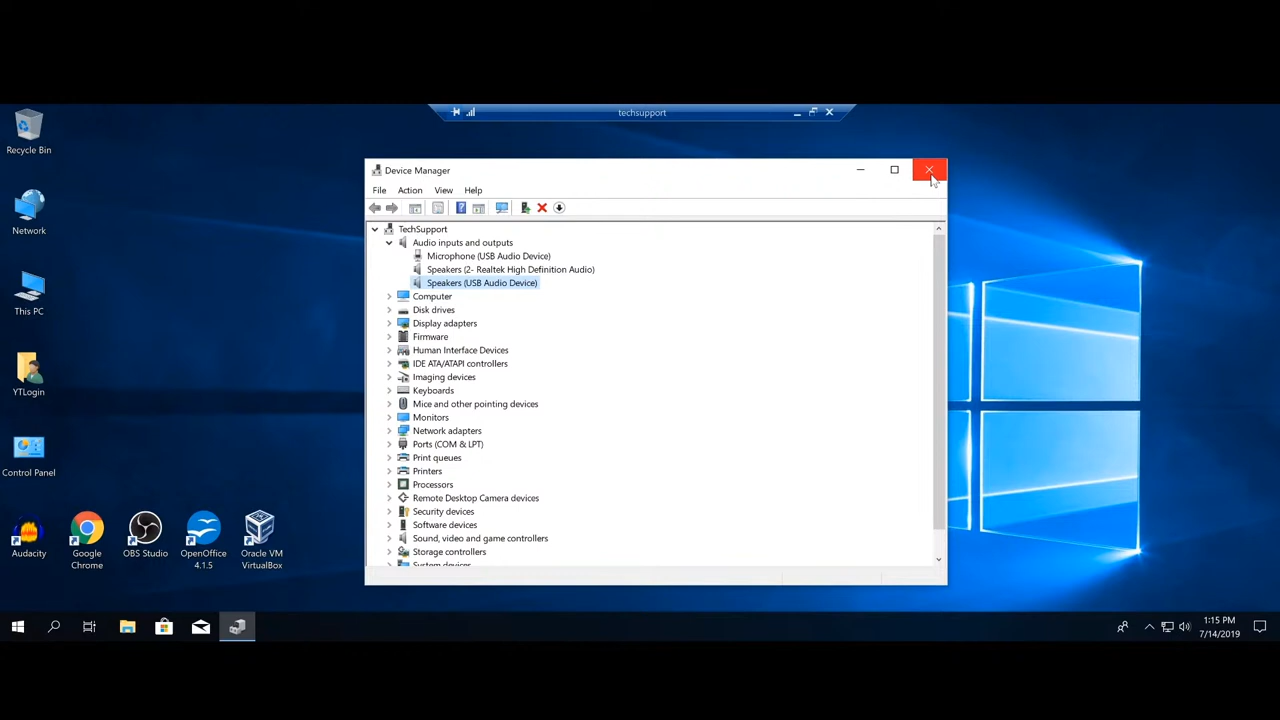 techsupport
Recycle Bin
Network
This PC
YTLogin
Control Panel
Audacity
Google
Chrome
OBS Studio
OpenOffice
4.1.5
Oracle VM
VirtualBox
Device Manager
File Action View Help
TechSupport
Audio inputs and outputs
Microphone (USB Audio Device)
Speakers (2- Realtek High Definition Audio)
Speakers (USB Audio Device)
Computer
Disk drives
Display adapters
Firmware
Human Interface Devices
IDE ATA/ATAPI controllers
Imaging devices
Keyboards
Mice and other pointing devices
Monitors
Network adapters
Ports (COM & LPT)
Print queues
Printers
Processors
Remote Desktop Camera devices
Security devices
Software devices
Sound, video and game controllers
Storage controllers
System devices
1:15 PM
7/14/2019